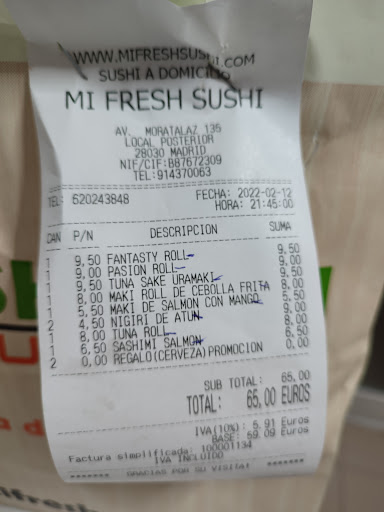 WWW.MIFRESHSUSHI.COM
SUSHI A DOMICILIO
MI FRESH SUSHI
AV. MORATALAZ 135
LOCAL POSTERIOR
28030 MADRID
NIF/CIF:B87672309
TEL:914370063
TEL: 620243848 FECHA: 2022-02-12
HORA: 21:45:00
CAN P/N DESCRIPCION SUMA
1 9,50 FANTASTY ROLL 9,50
1 9,00 PASION ROLL 9,00
1 9,50 TUNA SAKE URAMAKI 9,50
1 8,00 MAKI ROLL DE CEBOLLA FRITA 8,00
1 5,50 MAKI DE SALMON CON MANGO 5,50
2 4,50 NIGIRI DE ATUN 9,00
1 8,00 TUNA ROLL 8,00
1 6,50 SASHIMI SALMON 6,50
2 0,00 REGALO(CERVEZA)PROMOCION 0,00
SUB TOTAL: 65,00
TOTAL: 65,00 EUROS
IVA(10%): 5.91 Euros
BASE: 59.09 Euros
Factura simplificada: 100001134
IVA INCLUIDO
******* GRACIAS POR SU VISITA! *******
ifresh